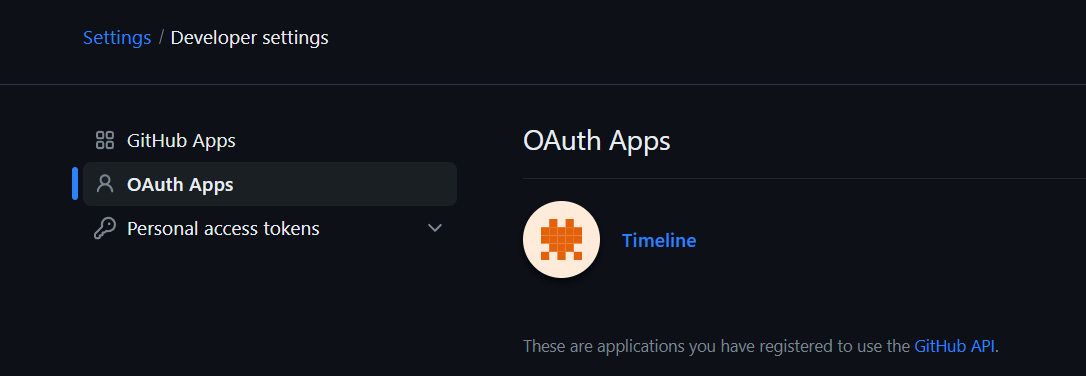 Settings / Developer settings
GitHub Apps
OAuth Apps
Personal access tokens
OAuth Apps
Timeline
These are applications you have registered to use the GitHub API.